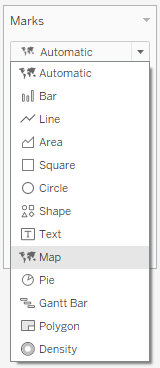 Marks
Automatic
Automatic
Bar
Line
Area
Square
Circle
Shape
Text
Map
Pie
Gantt Bar
Polygon
Density